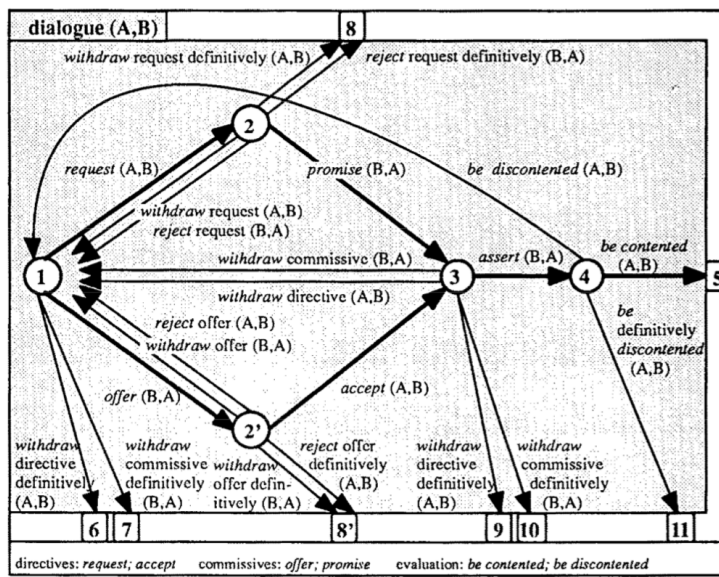 dialogue (A,B)
8
withdraw request definitively (A,B)
reject request definitively (B,A)
2
request (A,B)
promise (B,A)
be discontented (A,B)
withdraw request (A,B)
reject request (B,A)
withdraw commissive (B,A)
assert (B,A)
be contented
(A,B)
1
3
4
5
withdraw directive (A,B)
reject offer (A,B)
withdraw offer (B,A)
be
definitively
discontented
(A,B)
offer (B,A)
accept (A,B)
2'
withdraw
directive
definitively
(A,B)
withdraw
commissive
definitively
(B,A)
withdraw
offer defin-
itively (B,A)
reject offer
definitively
(A,B)
withdraw
directive
definitively
(A,B)
withdraw
commissive
definitively
(B,A)
6
7
8'
9
10
11
directives: request; accept commissives: offer; promise evaluation: be contented; be discontented